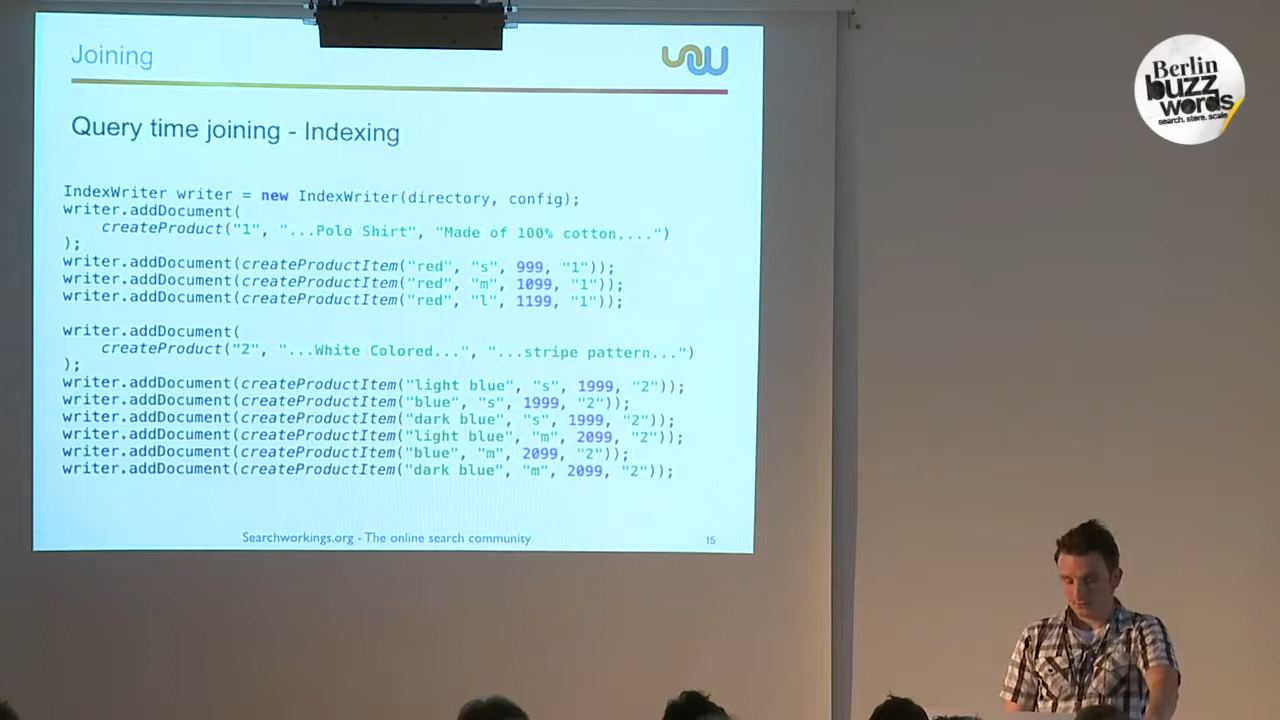 Joining
Query time joining - Indexing
IndexWriter writer = new IndexWriter(directory, config);
writer.addDocument(
createProduct("1", "...Polo Shirt", "Made of 100% cotton,...")
);
writer.addDocument(createProductItem("red", "s", 999, "1"));
writer.addDocument(createProductItem("red", "m", 1099, "1"));
writer.addDocument(createProductItem("red", "l", 1199, "1"));
writer.addDocument(
createProduct("2", "...White Colored...", "...stripe pattern...")
);
writer.addDocument(createProductItem("light blue", "s", 1999, "2"));
writer.addDocument(createProductItem("blue", "s", 1999, "2"));
writer.addDocument(createProductItem("dark blue", "s", 1999, "2"));
writer.addDocument(createProductItem("light blue", "m", 2099, "2"));
writer.addDocument(createProductItem("blue", "m", 2099, "2"));
writer.addDocument(createProductItem("dark blue", "m", 2099, "2"));
Searchworkings.org - The online search community
15
Berlin
buzz
words
search. store. scale